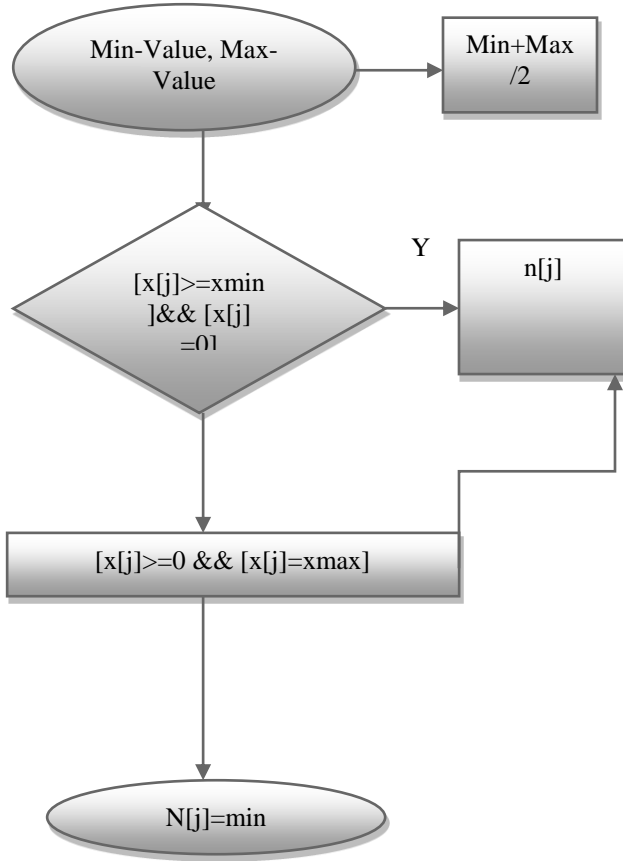 Min-Value, Max-
Value
Min+Max
/2
[x[j]>=xmin
]&& [x[j]
=0]
Y
n[j]
[x[j]>=0 && [x[j]=xmax]
N[j]=min